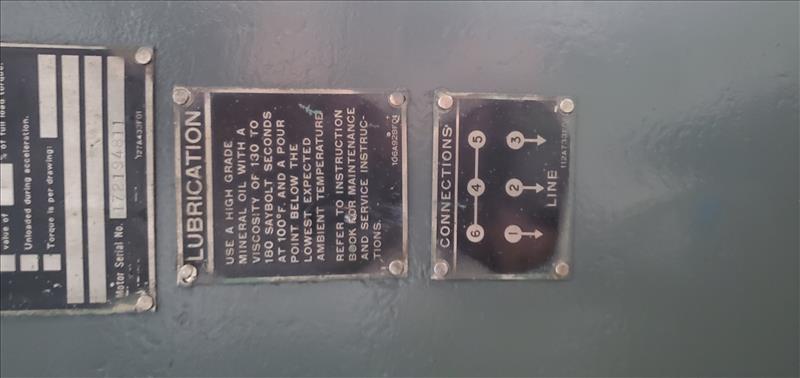 value of
% of full load torque.
Unloaded during acceleration.
Torque is per drawing:
Motor Serial No. 172194811
127A433F01
LUBRICATION
USE A HIGH GRADE
MINERAL OIL WITH A
VISCOSITY OF 130 TO
180 SAYBOLT SECONDS
AT 100°F. AND A POUR
POINT BELOW THE
LOWEST EXPECTED
AMBIENT TEMPERATURE
REFER TO INSTRUCTION
BOOK FOR MAINTENANCE
AND SERVICE INSTRUC-
TIONS.
CONNECTIONS
6 4 5
1 2 3
LINE